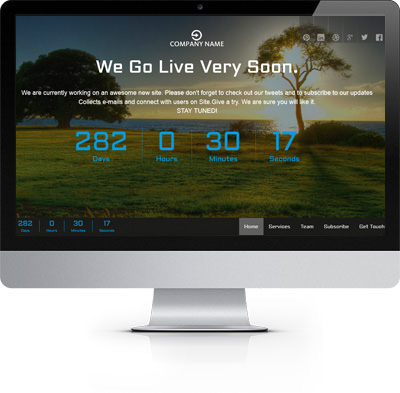 COMPANY NAME
We Go Live Very Soon.
We are currently working on an awesome new site. Please don't forget to check out our tweets and to subscribe to our updates
Collects e-mails and connect with users on Site.Give a try. We are sure you will like it.
STAY TUNED!
282 0 30 17
Days Hours Minutes Seconds
282 0 30 17
Days Hours Minutes Seconds
Home Services Team Subscribe Get Touch